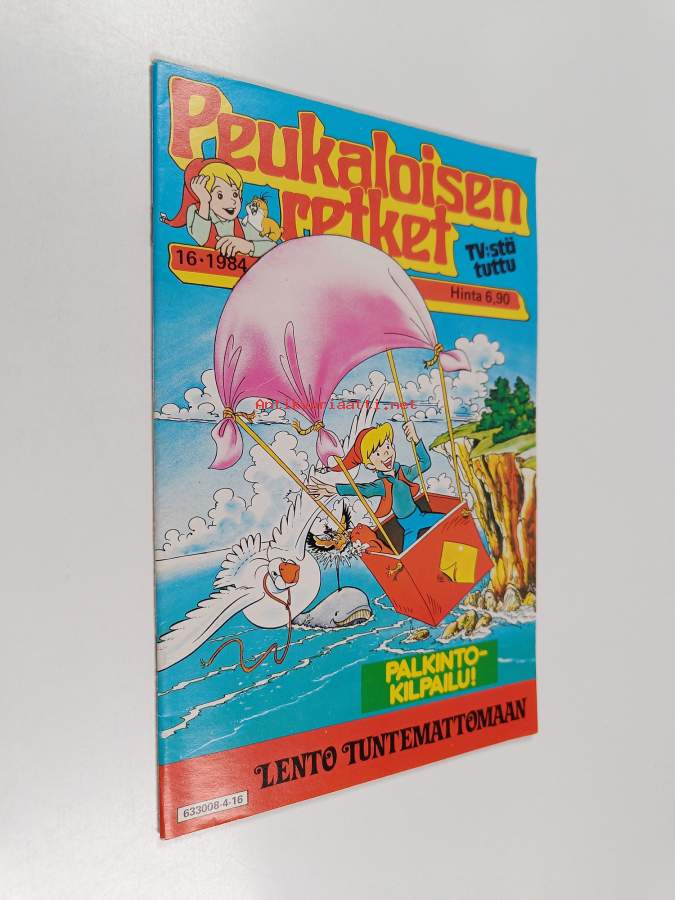 Peukaloisen
retket
TV:stä
tuttu
16·1984
Hinta 6,90
Antikvariaatti.net
PALKINTO-
KILPAILU!
LENTO TUNTEMATTOMAAN
633008-4-16